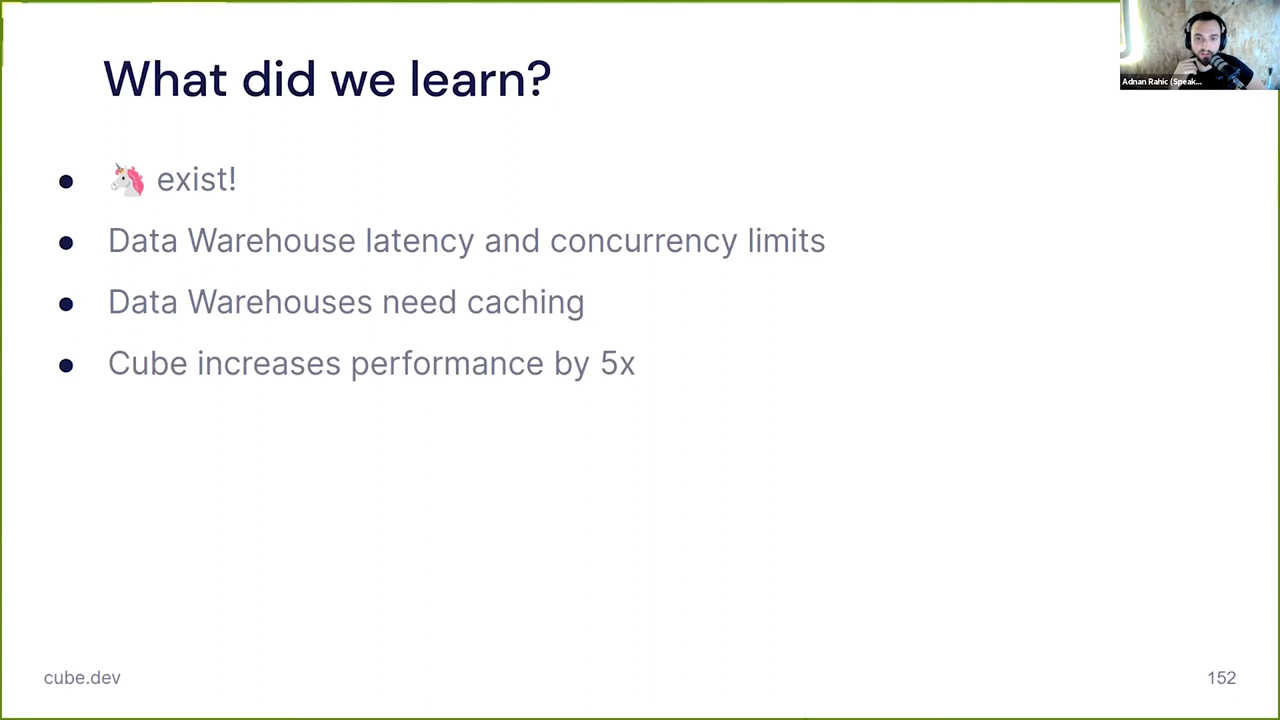 What did we learn?
Adnan Rahic (Speak...
● 🦄 exist!
● Data Warehouse latency and concurrency limits
● Data Warehouses need caching
● Cube increases performance by 5x
cube.dev
152